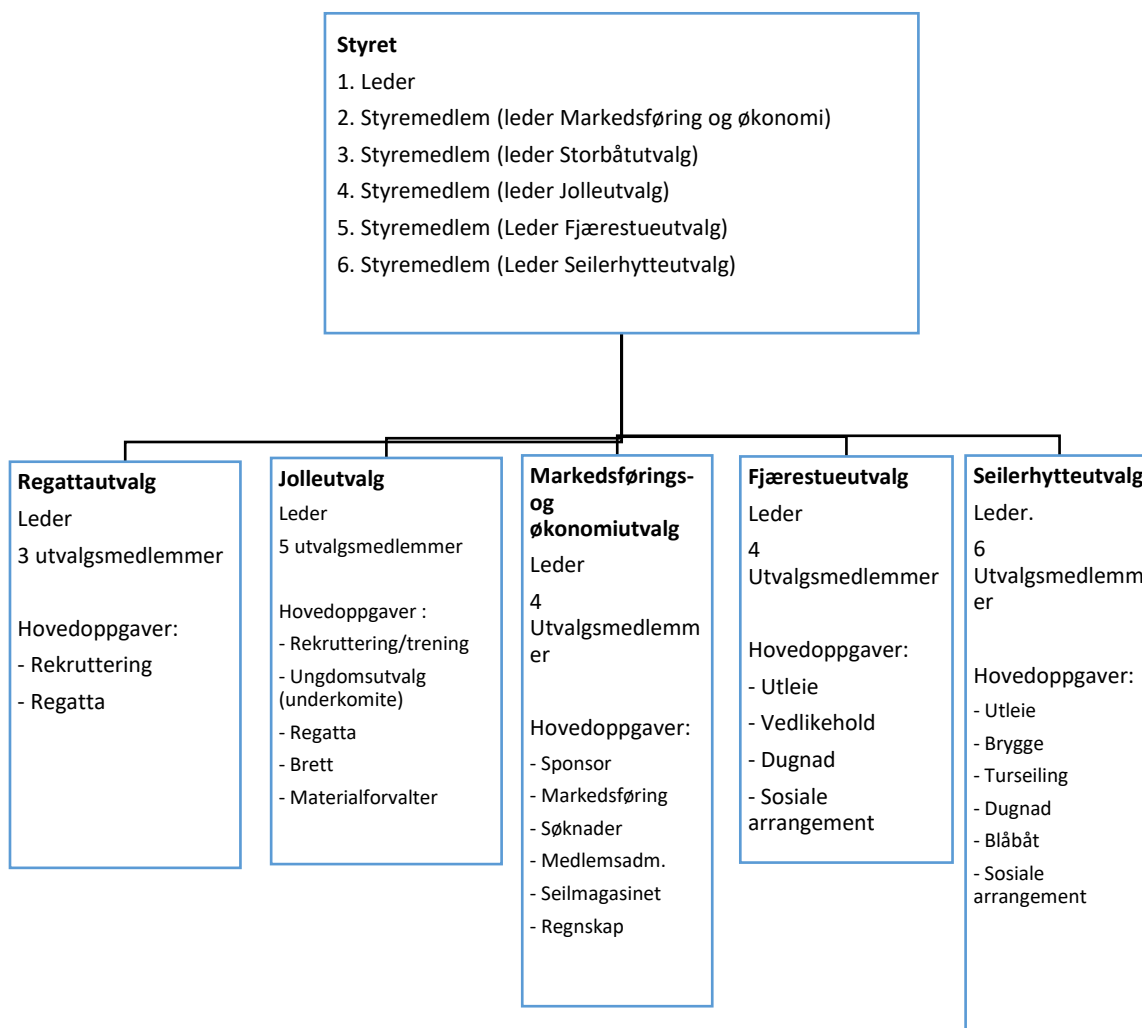 Styret
1. Leder
2. Styremedlem (leder Markedsføring og økonomi)
3. Styremedlem (leder Storbåtutvalg)
4. Styremedlem (leder Jolleutvalg)
5. Styremedlem (Leder Fjærestueutvalg)
6. Styremedlem (Leder Seilerhytteutvalg)
Regattautvalg
Leder
3 utvalgsmedlemmer
Hovedoppgaver:
- Rekruttering
- Regatta
Jolleutvalg
Leder
5 utvalgsmedlemmer
Hovedoppgaver :
- Rekruttering/trening
- Ungdomsutvalg
(underkomite)
- Regatta
- Brett
- Materialforvalter
Markedsførings-
og
økonomiutvalg
Leder
4
Utvalgsmedlemm
er
Hovedoppgaver:
- Sponsor
- Markedsføring
- Søknader
- Medlemsadm.
- Seilmagasinet
- Regnskap
Fjærestueutvalg
Leder
4
Utvalgsmedlemmer
Hovedoppgaver:
- Utleie
- Vedlikehold
- Dugnad
- Sosiale
arrangement
Seilerhytteutvalg
Leder.
6
Utvalgsmedlemm
er
Hovedoppgaver:
- Utleie
- Brygge
- Turseiling
- Dugnad
- Blåbåt
- Sosiale
arrangement